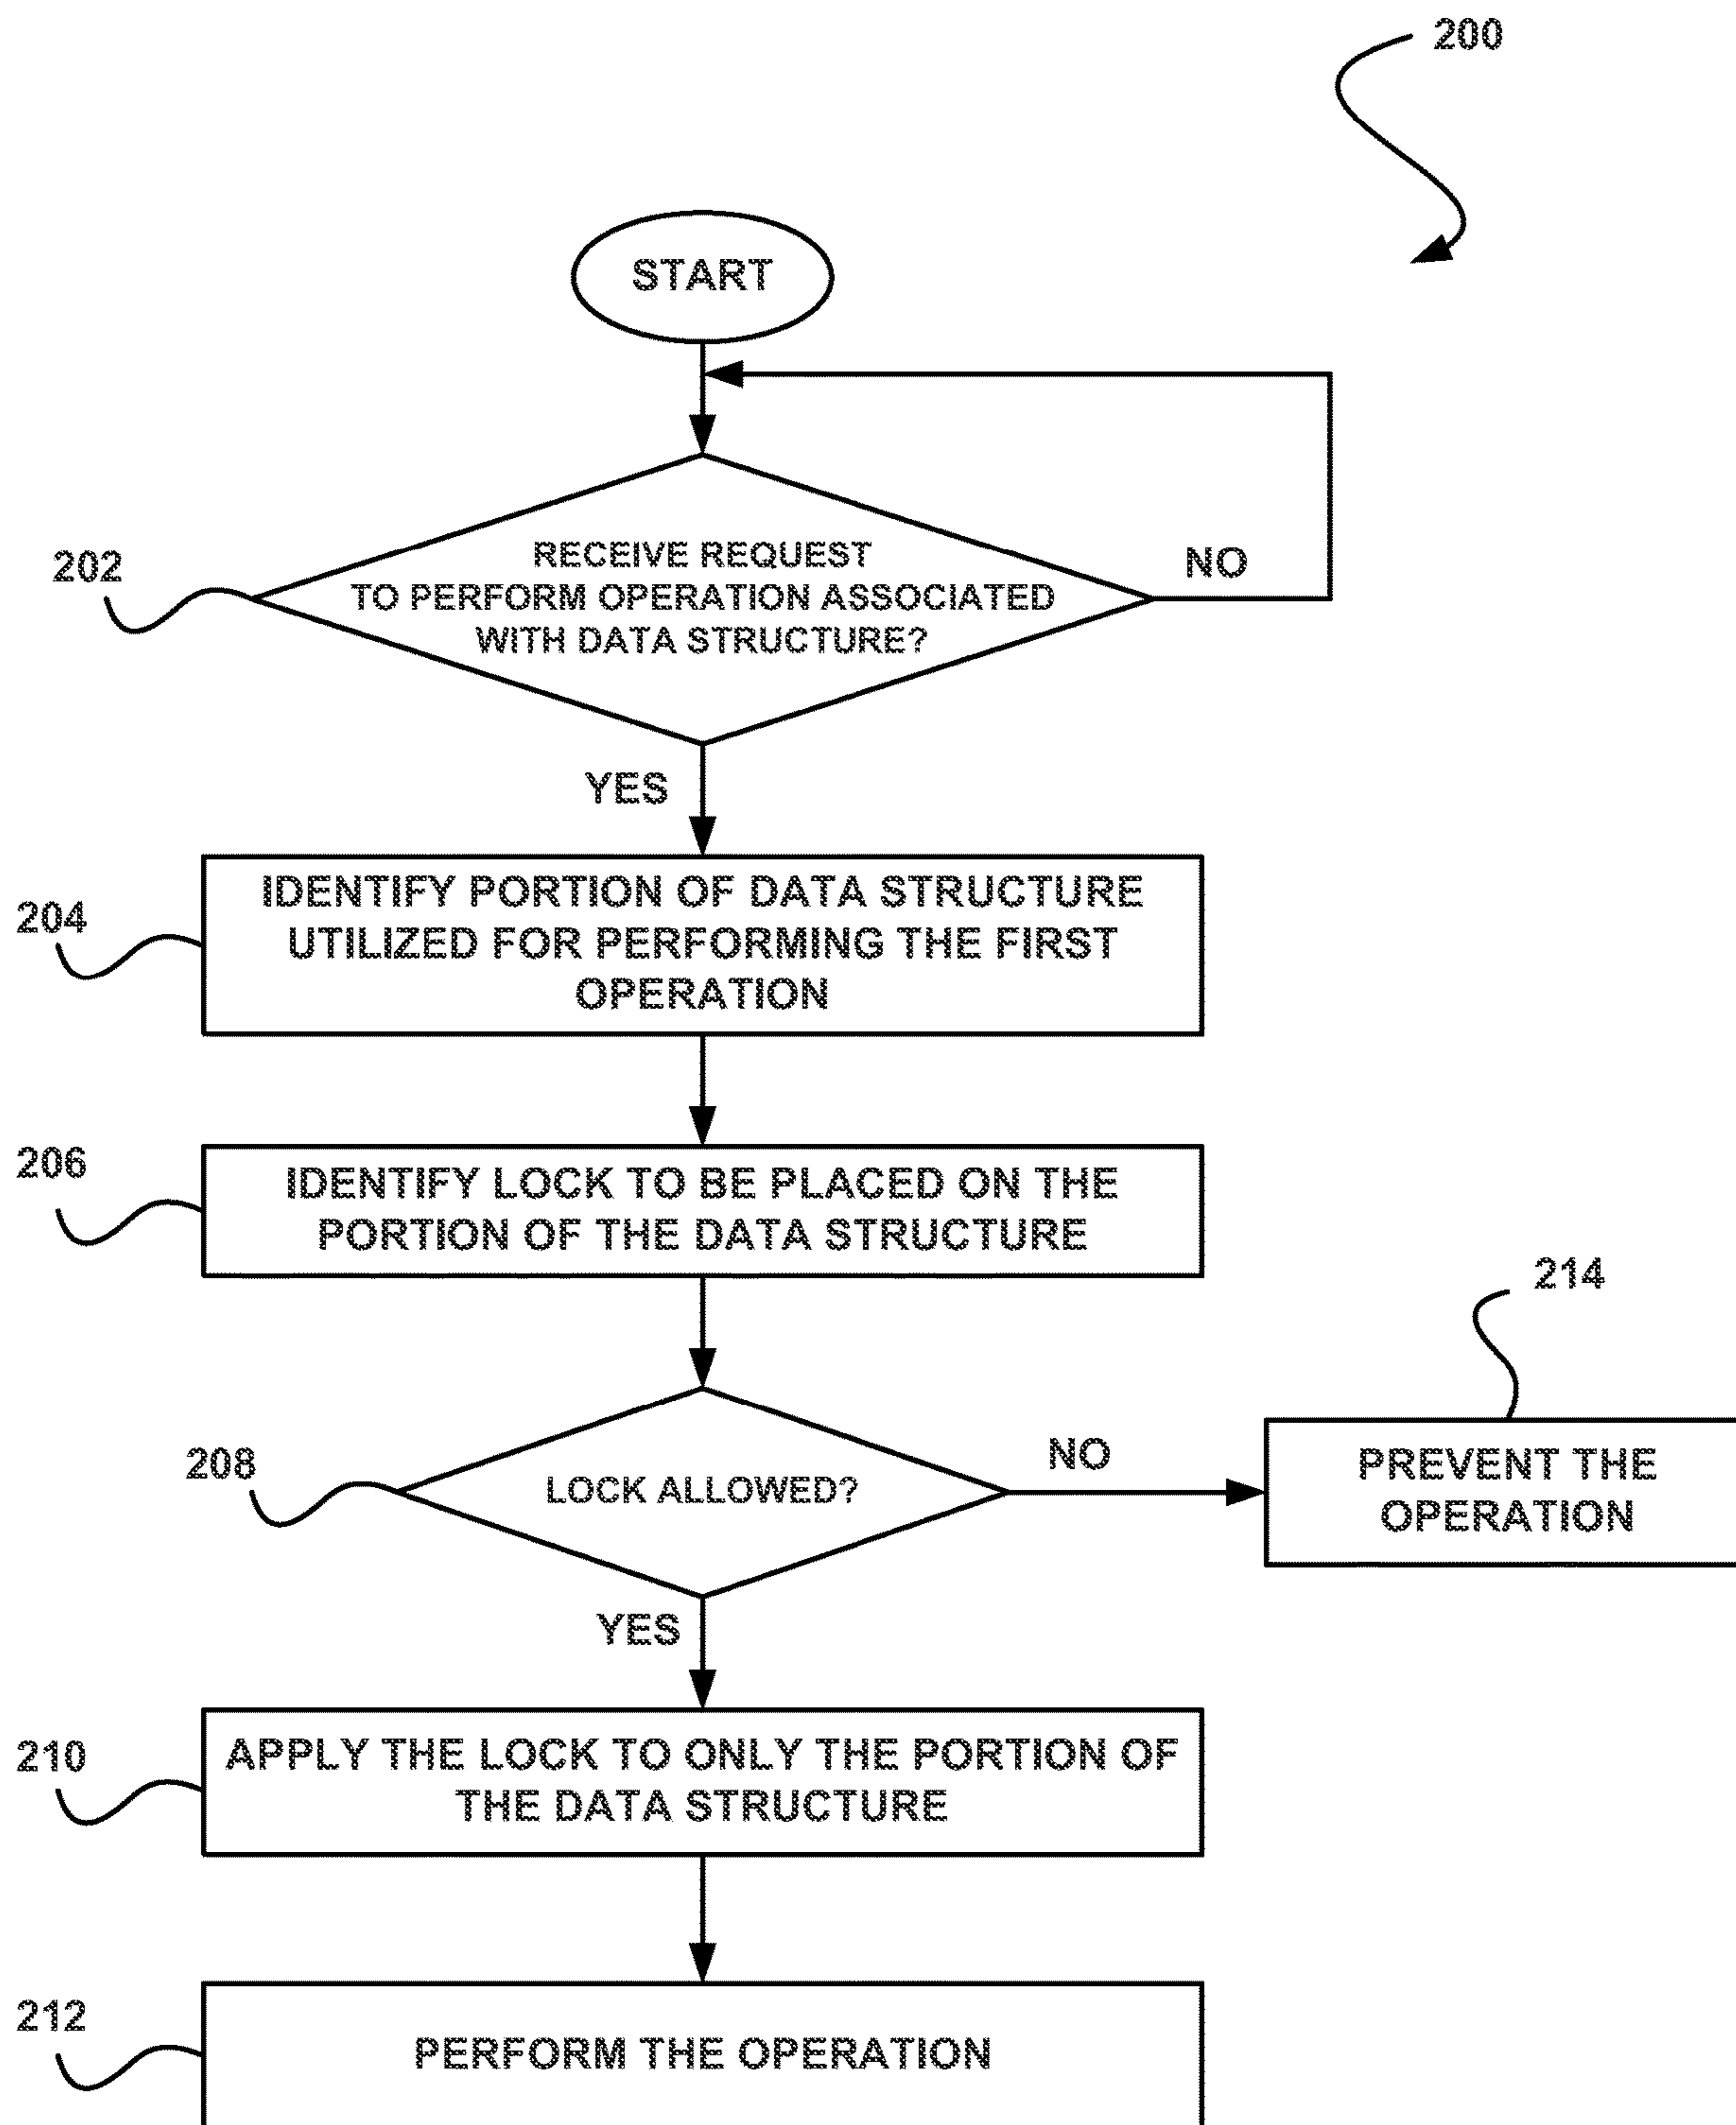 200
START
202
RECEIVE REQUEST
TO PERFORM OPERATION ASSOCIATED
WITH DATA STRUCTURE?
NO
YES
204
IDENTIFY PORTION OF DATA STRUCTURE
UTILIZED FOR PERFORMING THE FIRST
OPERATION
206
IDENTIFY LOCK TO BE PLACED ON THE
PORTION OF THE DATA STRUCTURE
208
LOCK ALLOWED?
NO
214
PREVENT THE
OPERATION
YES
210
APPLY THE LOCK TO ONLY THE PORTION OF
THE DATA STRUCTURE
212
PERFORM THE OPERATION